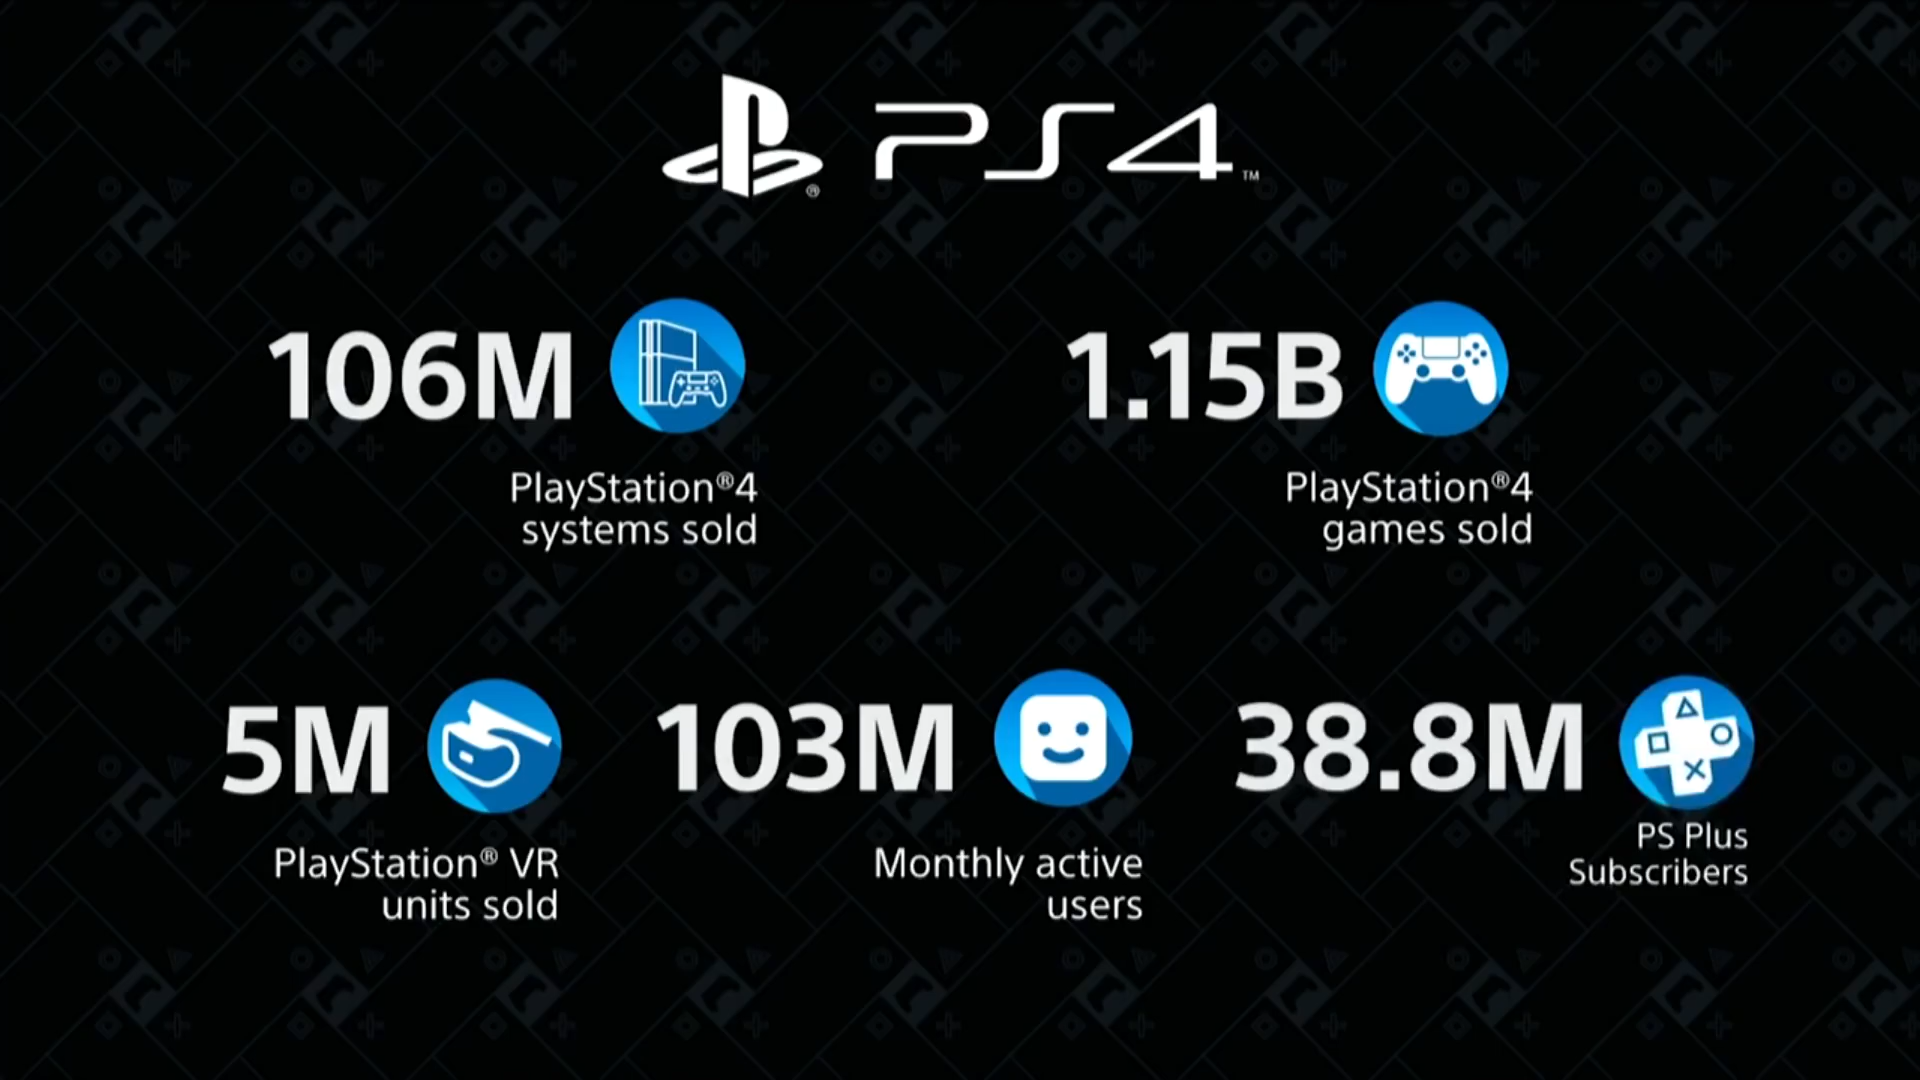 PS4™
106M
PlayStation®4
systems sold
1.15B
PlayStation®4
games sold
5M
PlayStation® VR
units sold
103M
Monthly active
users
38.8M
PS Plus
Subscribers